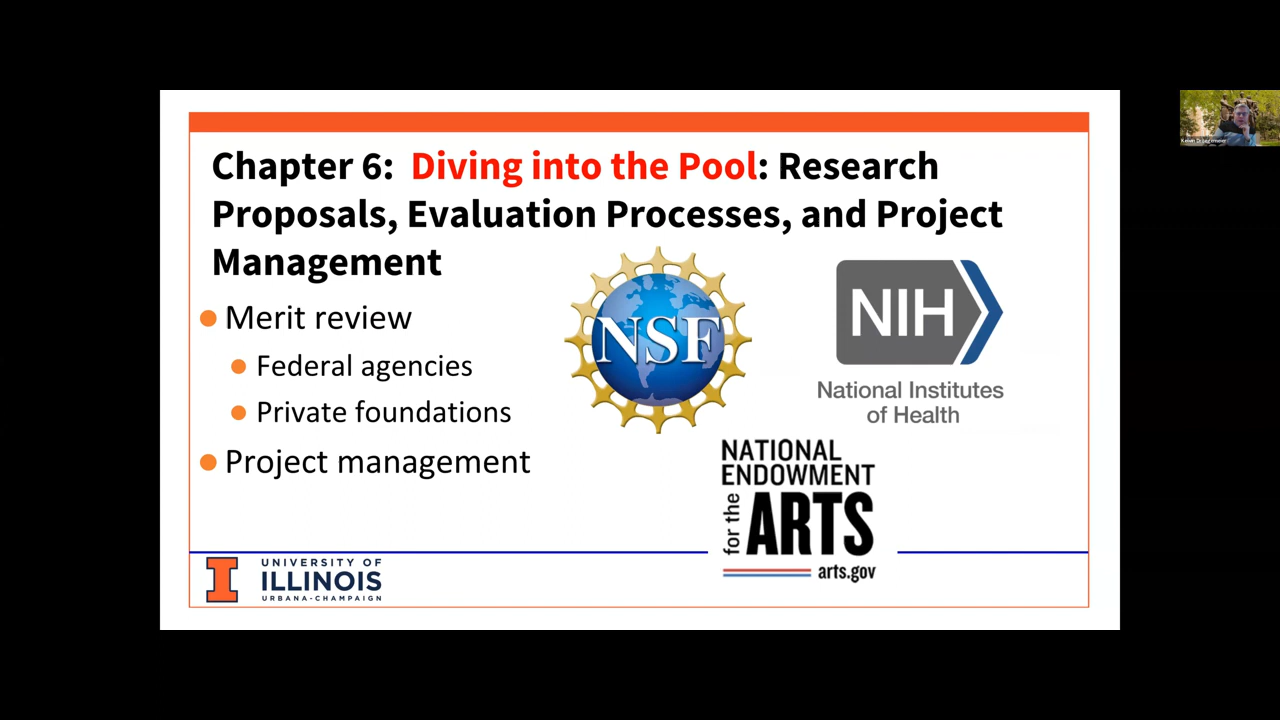 Chapter 6: Diving into the Pool: Research
Proposals, Evaluation Processes, and Project
Management
Merit review
Federal agencies
Private foundations
Project management
NSF
NIH
National Institutes
of Health
NATIONAL
ENDOWMENT
for the
ARTS
arts.gov
I
UNIVERSITY OF
ILLINOIS
URBANA-CHAMPAIGN
Kelvin Droegemeier